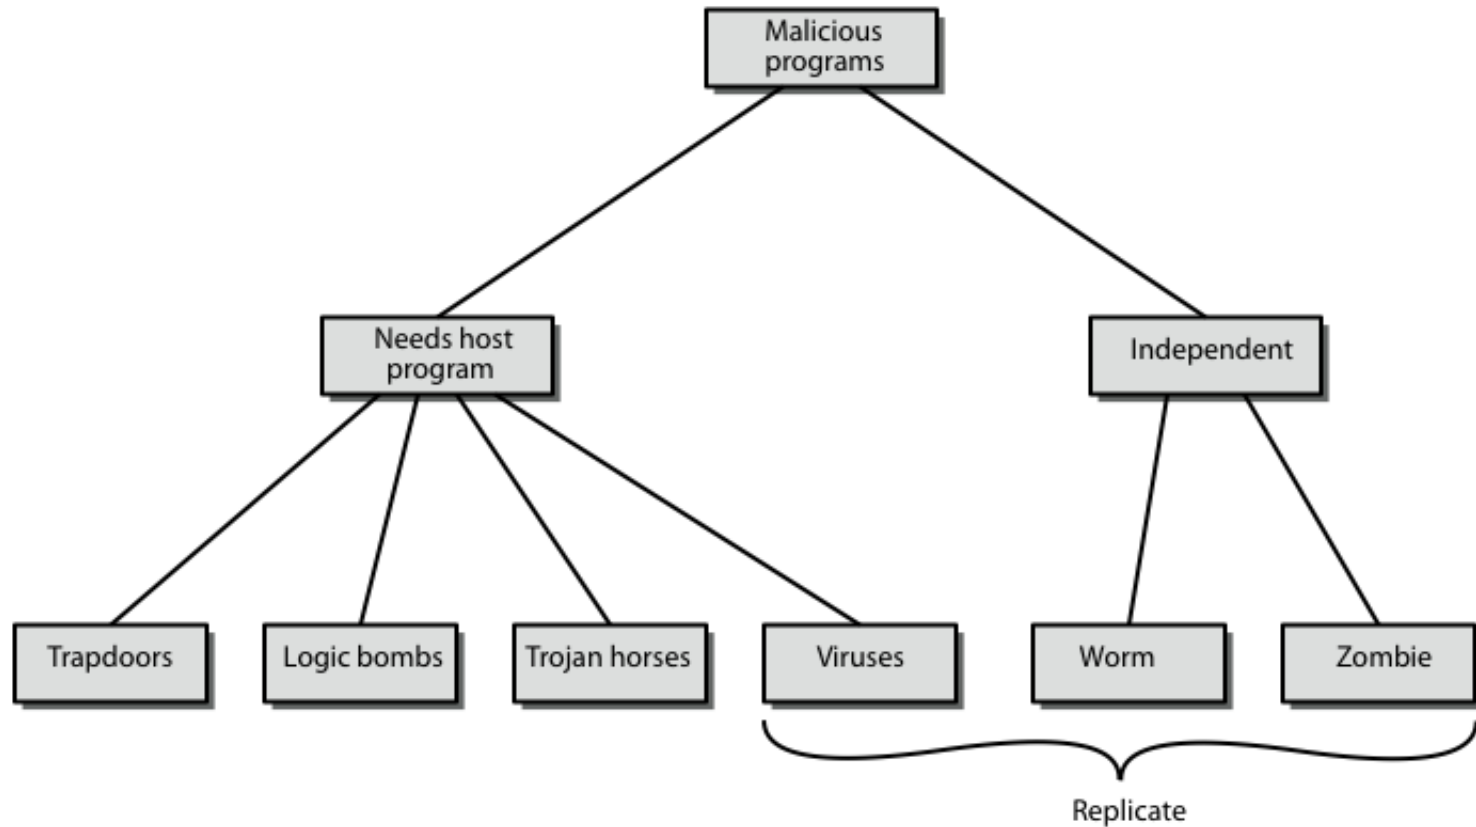 Malicious
programs
Needs host
program
Independent
Trapdoors
Logic bombs
Trojan horses
Viruses
Worm
Zombie
Replicate